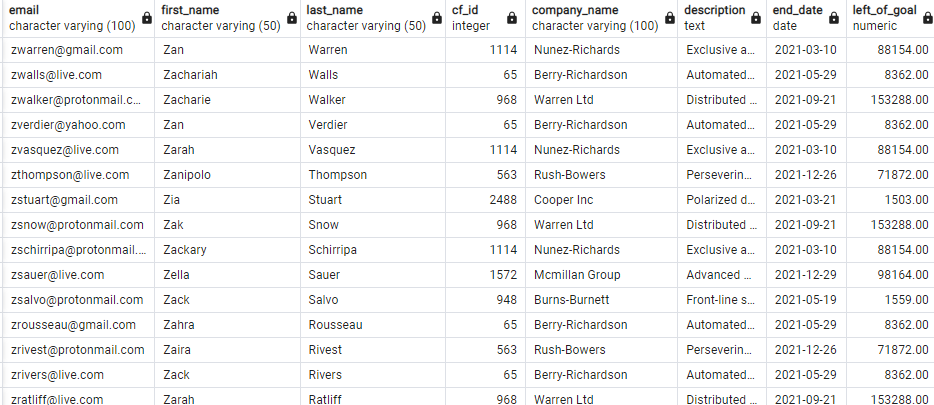 email first_name last_name cf_id company_name description end_date left_of_goal
character varying (100) character varying (50) character varying (50) integer character varying (100) text date numeric
zwarren@gmail.com Zan Warren 1114 Nunez-Richards Exclusive a... 2021-03-10 88154.00
zwalls@live.com Zachariah Walls 65 Berry-Richardson Automated... 2021-05-29 8362.00
zwalker@protonmail.c... Zacharie Walker 968 Warren Ltd Distributed ... 2021-09-21 153288.00
zverdier@yahoo.com Zan Verdier 65 Berry-Richardson Automated... 2021-05-29 8362.00
zvasquez@live.com Zarah Vasquez 1114 Nunez-Richards Exclusive a... 2021-03-10 88154.00
zthompson@live.com Zanipolo Thompson 563 Rush-Bowers Perseverin... 2021-12-26 71872.00
zstuart@gmail.com Zia Stuart 2488 Cooper Inc Polarized d... 2021-03-21 1503.00
zsnow@protonmail.com Zak Snow 968 Warren Ltd Distributed ... 2021-09-21 153288.00
zschirripa@protonmail.... Zackary Schirripa 1114 Nunez-Richards Exclusive a... 2021-03-10 88154.00
zsauer@live.com Zella Sauer 1572 Mcmillan Group Advanced ... 2021-12-29 98164.00
zsalvo@protonmail.com Zack Salvo 948 Burns-Burnett Front-line s... 2021-05-19 1559.00
zrousseau@gmail.com Zahra Rousseau 65 Berry-Richardson Automated... 2021-05-29 8362.00
zrivest@protonmail.com Zaira Rivest 563 Rush-Bowers Perseverin... 2021-12-26 71872.00
zrivers@live.com Zack Rivers 65 Berry-Richardson Automated... 2021-05-29 8362.00
zratliff@live.com Zarah Ratliff 968 Warren Ltd Distributed ... 2021-09-21 153288.00